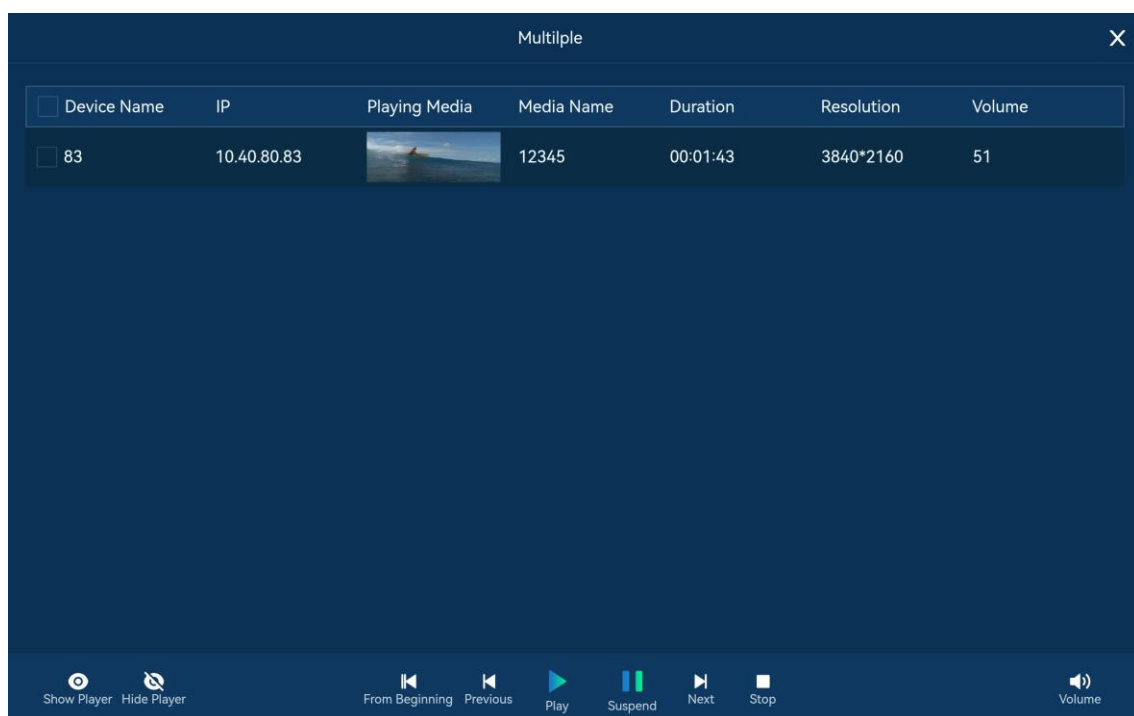 Multilple X
Device Name IP Playing Media Media Name Duration Resolution Volume
83 10.40.80.83 12345 00:01:43 3840*2160 51
Show Player Hide Player From Beginning Previous Play Suspend Next Stop Volume